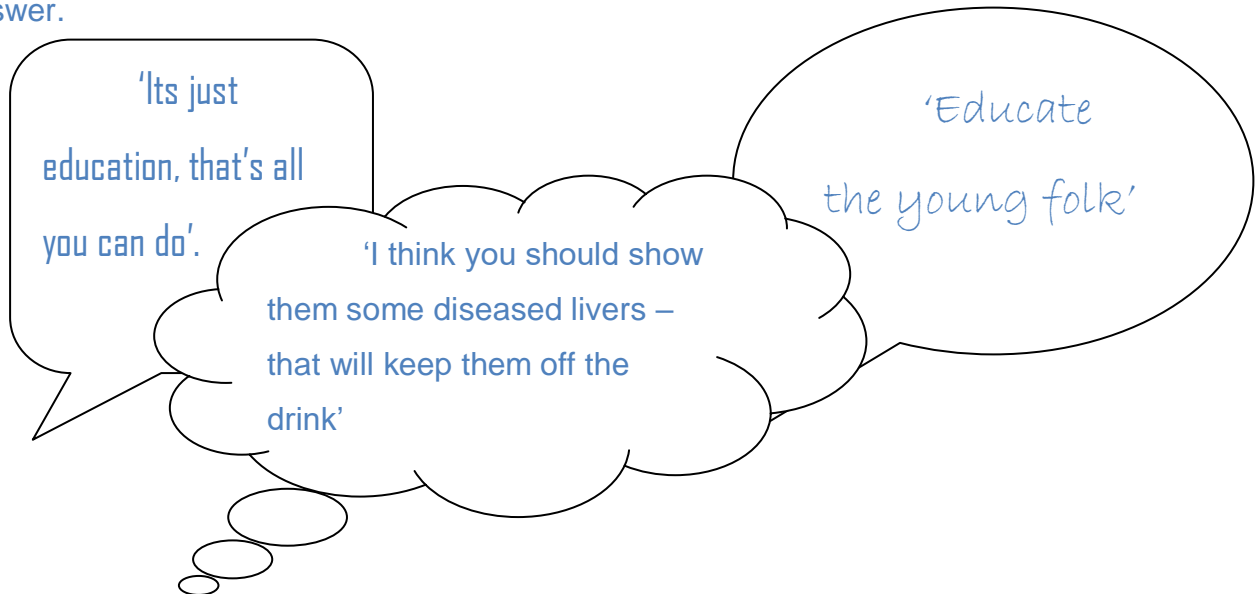 swer.
'Its just
education, that's all
you can do'.
'Educate
the young folk'
'I think you should show
them some diseased livers –
that will keep them off the
drink'